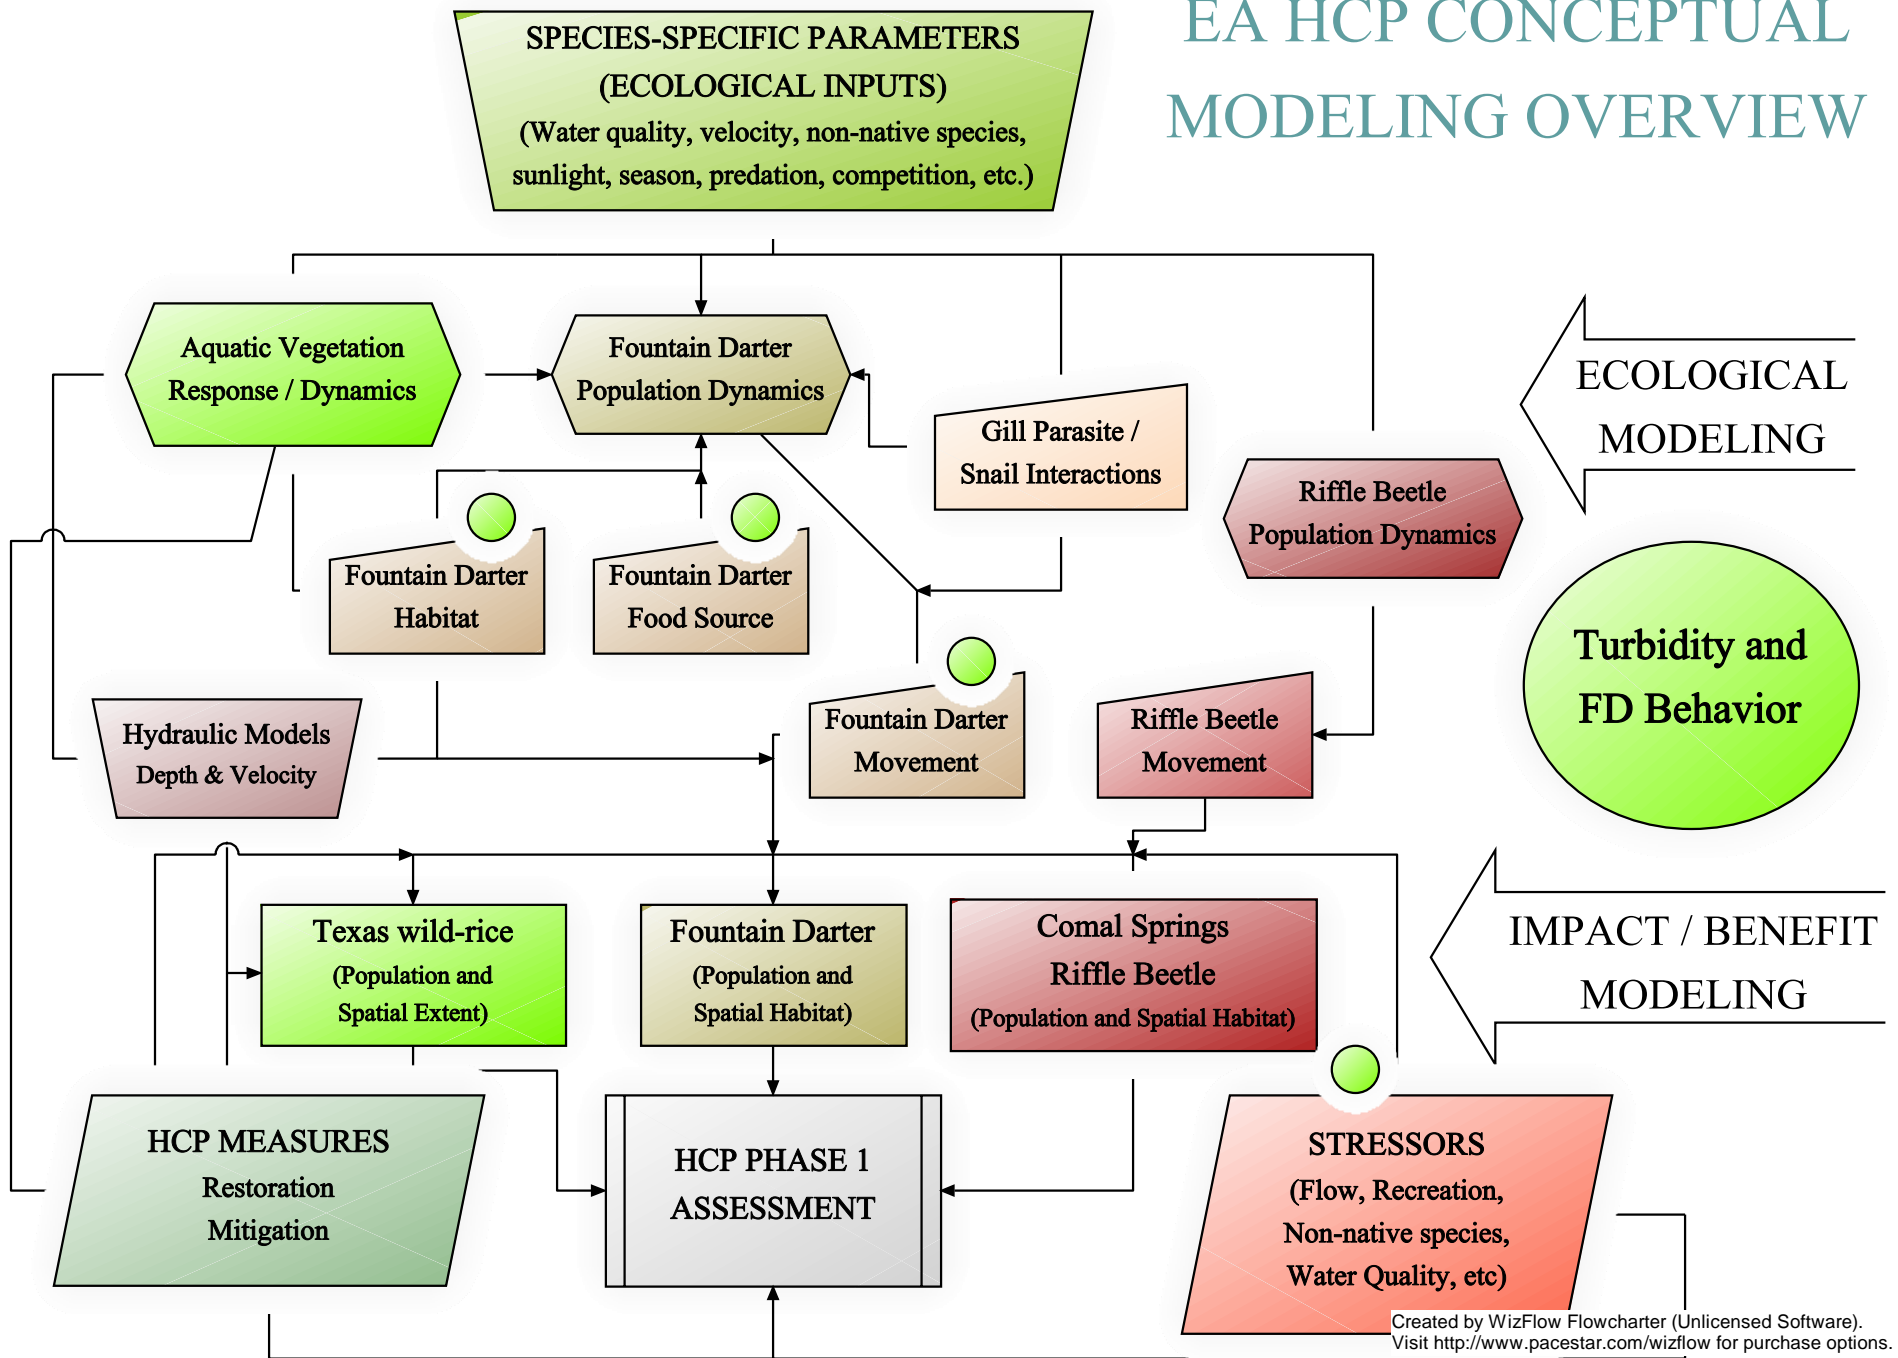 EA HCP CONCEPTUAL
MODELING OVERVIEW
SPECIES-SPECIFIC PARAMETERS
(ECOLOGICAL INPUTS)
(Water quality, velocity, non-native species,
sunlight, season, predation, competition, etc.)
Aquatic Vegetation
Response / Dynamics
Fountain Darter
Population Dynamics
Gill Parasite /
Snail Interactions
Riffle Beetle
Population Dynamics
ECOLOGICAL
MODELING
Fountain Darter
Habitat
Fountain Darter
Food Source
Turbidity and
FD Behavior
Hydraulic Models
Depth & Velocity
Fountain Darter
Movement
Riffle Beetle
Movement
Texas wild-rice
(Population and
Spatial Extent)
Fountain Darter
(Population and
Spatial Habitat)
Comal Springs
Riffle Beetle
(Population and Spatial Habitat)
IMPACT / BENEFIT
MODELING
HCP MEASURES
Restoration
Mitigation
HCP PHASE 1
ASSESSMENT
STRESSORS
(Flow, Recreation,
Non-native species,
Water Quality, etc)
Created by WizFlow Flowcharter (Unlicensed Software).
Visit http://www.pacestar.com/wizflow for purchase options.